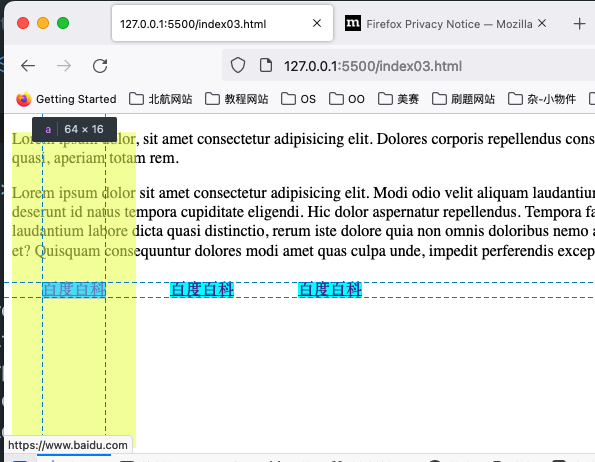 127.0.0.1:5500/index03.html
Firefox Privacy Notice — Mozilla
127.0.0.1:5500/index03.html
Getting Started 北航网站 教程网站 OS OO 美赛 刷题网站 杂-小物件
a 64 × 16
Lorem ipsum dolor, sit amet consectetur adipisicing elit. Dolores corporis repellendus cons
quasi, aperiam totam rem.
Lorem ipsum dolor sit amet consectetur adipisicing elit. Modi odio velit aliquam laudantiu
deserunt id natus tempora cupiditate eligendi. Hic dolor aspernatur repellendus. Tempora fa
laudantium labore dicta quasi distinctio, rerum iste dolore quia non omnis doloribus nemo a
et? Quisquam consequuntur dolores modi amet quas culpa unde, impedit perferendis excep
百度百科 百度百科 百度百科
https://www.baidu.com